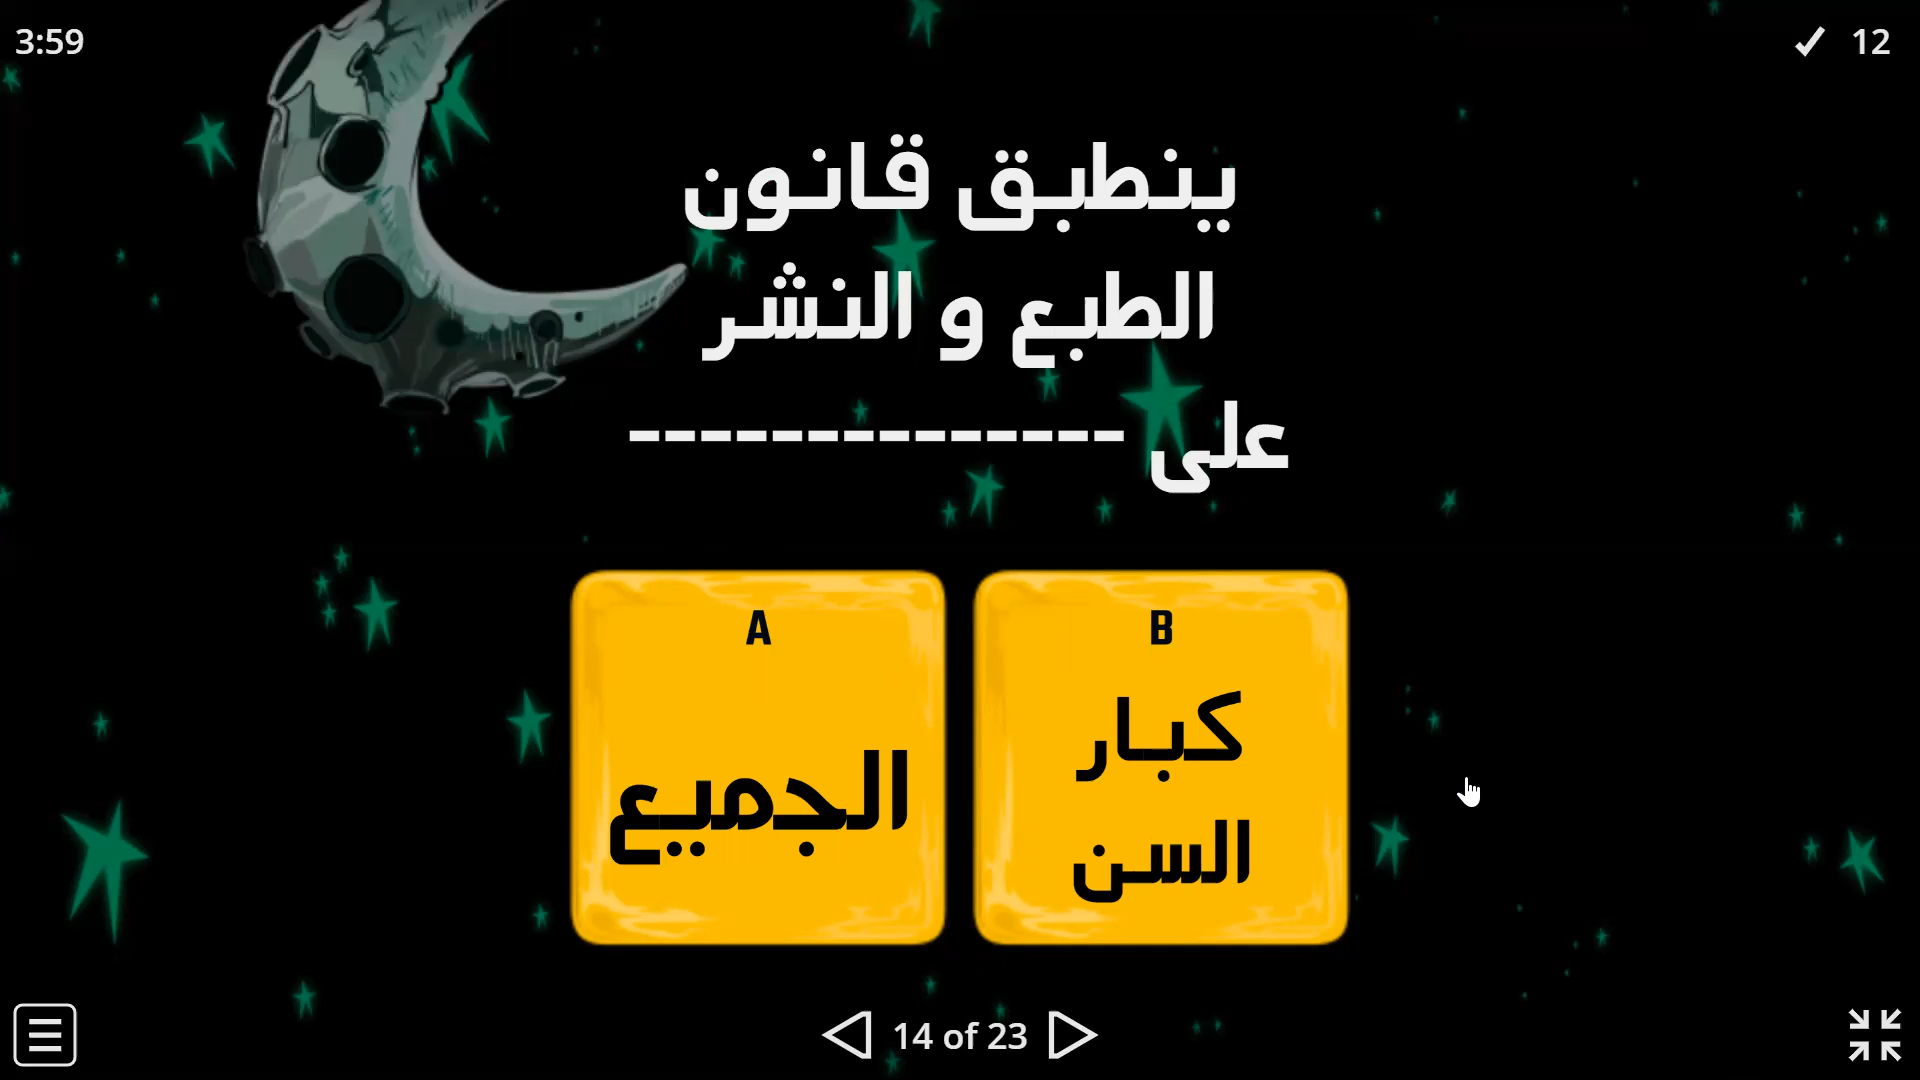 3:59
12
ينطبق قانون
الطبع و النشر
على --------------
A
الجميع
B
كبار
السن
14 of 23